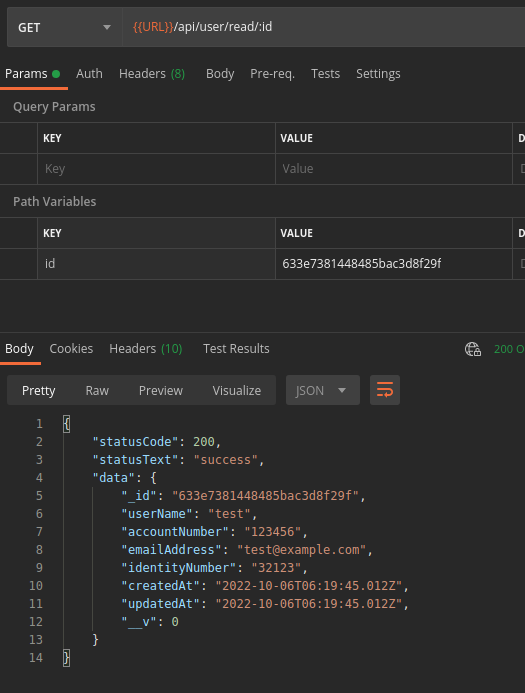 GET {{URL}}/api/user/read/:id
Params Auth Headers (8) Body Pre-req. Tests Settings
Query Params
KEY VALUE D
Key Value D
Path Variables
KEY VALUE D
id 633e7381448485bac3d8f29f D
Body Cookies Headers (10) Test Results 200 O
Pretty Raw Preview Visualize JSON
1 {
2 "statusCode": 200,
3 "statusText": "success",
4 "data": {
5 "_id": "633e7381448485bac3d8f29f",
6 "userName": "test",
7 "accountNumber": "123456",
8 "emailAddress": "test@example.com",
9 "identityNumber": "32123",
10 "createdAt": "2022-10-06T06:19:45.012Z",
11 "updatedAt": "2022-10-06T06:19:45.012Z",
12 "__v": 0
13 }
14 }